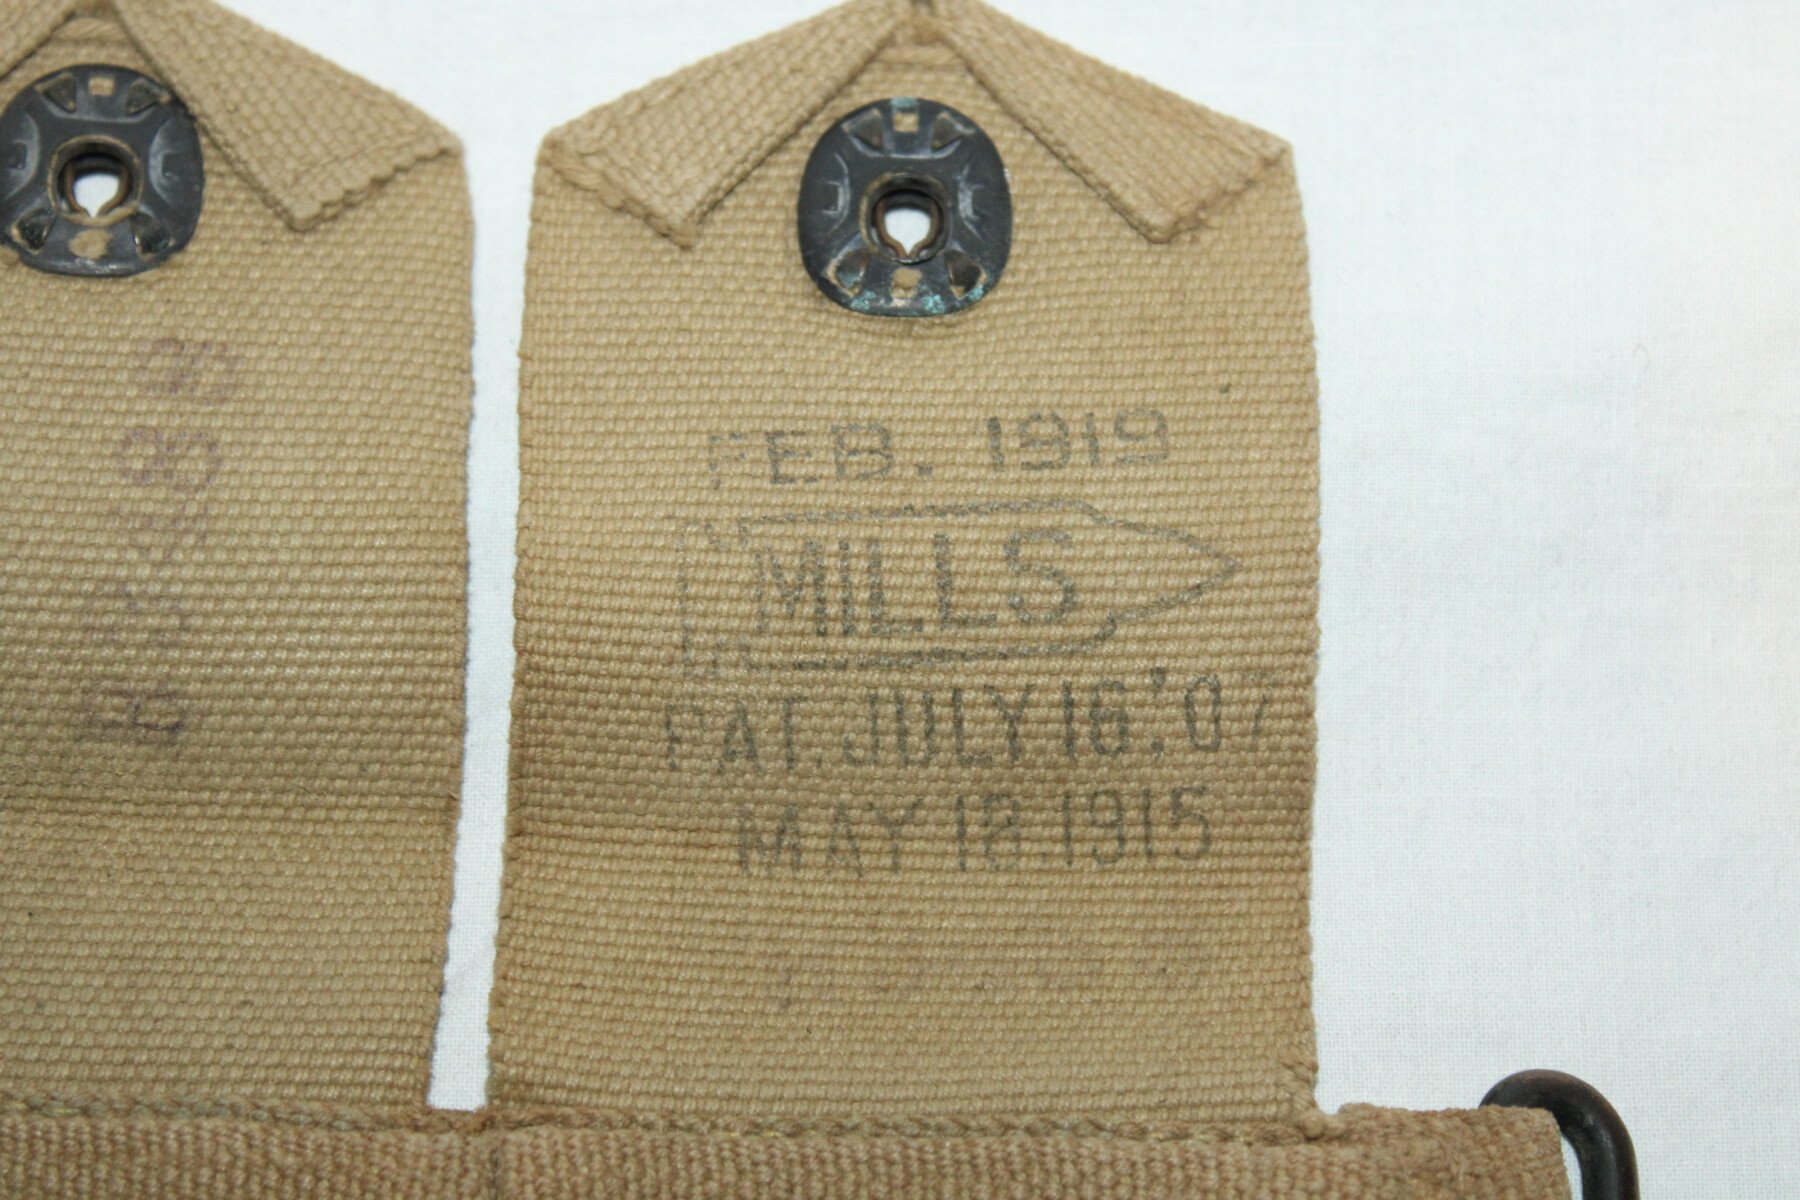 FEB. 1919
MILLS
PAT. JULY 16,'07
MAY 18.1915